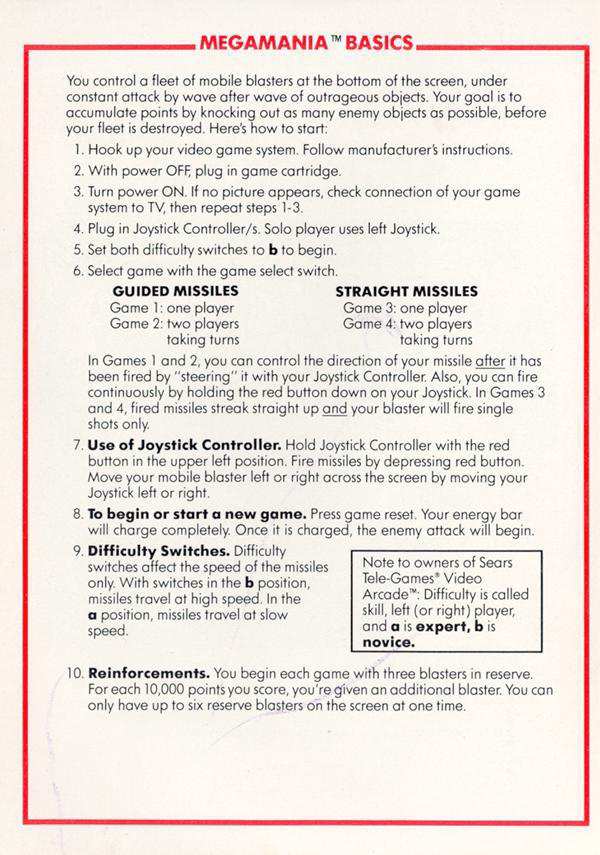 MEGAMANIA™ BASICS
You control a fleet of mobile blasters at the bottom of the screen, under
constant attack by wave after wave of outrageous objects. Your goal is to
accumulate points by knocking out as many enemy objects as possible, before
your fleet is destroyed. Here's how to start:
1. Hook up your video game system. Follow manufacturer's instructions.
2. With power OFF, plug in game cartridge.
3. Turn power ON. If no picture appears, check connection of your game
system to TV, then repeat steps 1-3.
4. Plug in Joystick Controller/s. Solo player uses left Joystick.
5. Set both difficulty switches to b to begin.
6. Select game with the game select switch.
GUIDED MISSILES
Game 1: one player
Game 2: two players
taking turns
STRAIGHT MISSILES
Game 3: one player
Game 4: two players
taking turns
In Games 1 and 2, you can control the direction of your missile after it has
been fired by "steering" it with your Joystick Controller. Also, you can fire
continuously by holding the red button down on your Joystick. In Games 3
and 4, fired missiles streak straight up and your blaster will fire single
shots only.
7. Use of Joystick Controller. Hold Joystick Controller with the red
button in the upper left position. Fire missiles by depressing red button.
Move your mobile blaster left or right across the screen by moving your
Joystick left or right.
8. To begin or start a new game. Press game reset. Your energy bar
will charge completely. Once it is charged, the enemy attack will begin.
9. Difficulty Switches. Difficulty
switches affect the speed of the missiles
only. With switches in the b position,
missiles travel at high speed. In the
a position, missiles travel at slow
speed.
Note to owners of Sears
Tele-Games® Video
Arcade™: Difficulty is called
skill, left (or right) player,
and a is expert, b is
novice.
10. Reinforcements. You begin each game with three blasters in reserve.
For each 10,000 points you score, you're given an additional blaster. You can
only have up to six reserve blasters on the screen at one time.